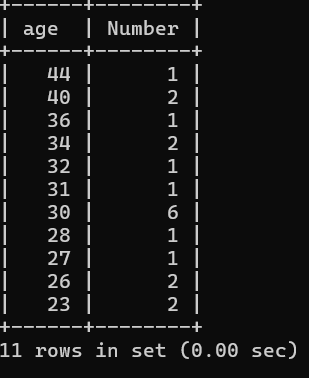 +------+--------+
| age  | Number |
+------+--------+
|   44 |      1 |
|   40 |      2 |
|   36 |      1 |
|   34 |      2 |
|   32 |      1 |
|   31 |      1 |
|   30 |      6 |
|   28 |      1 |
|   27 |      1 |
|   26 |      2 |
|   23 |      2 |
+------+--------+
11 rows in set (0.00 sec)